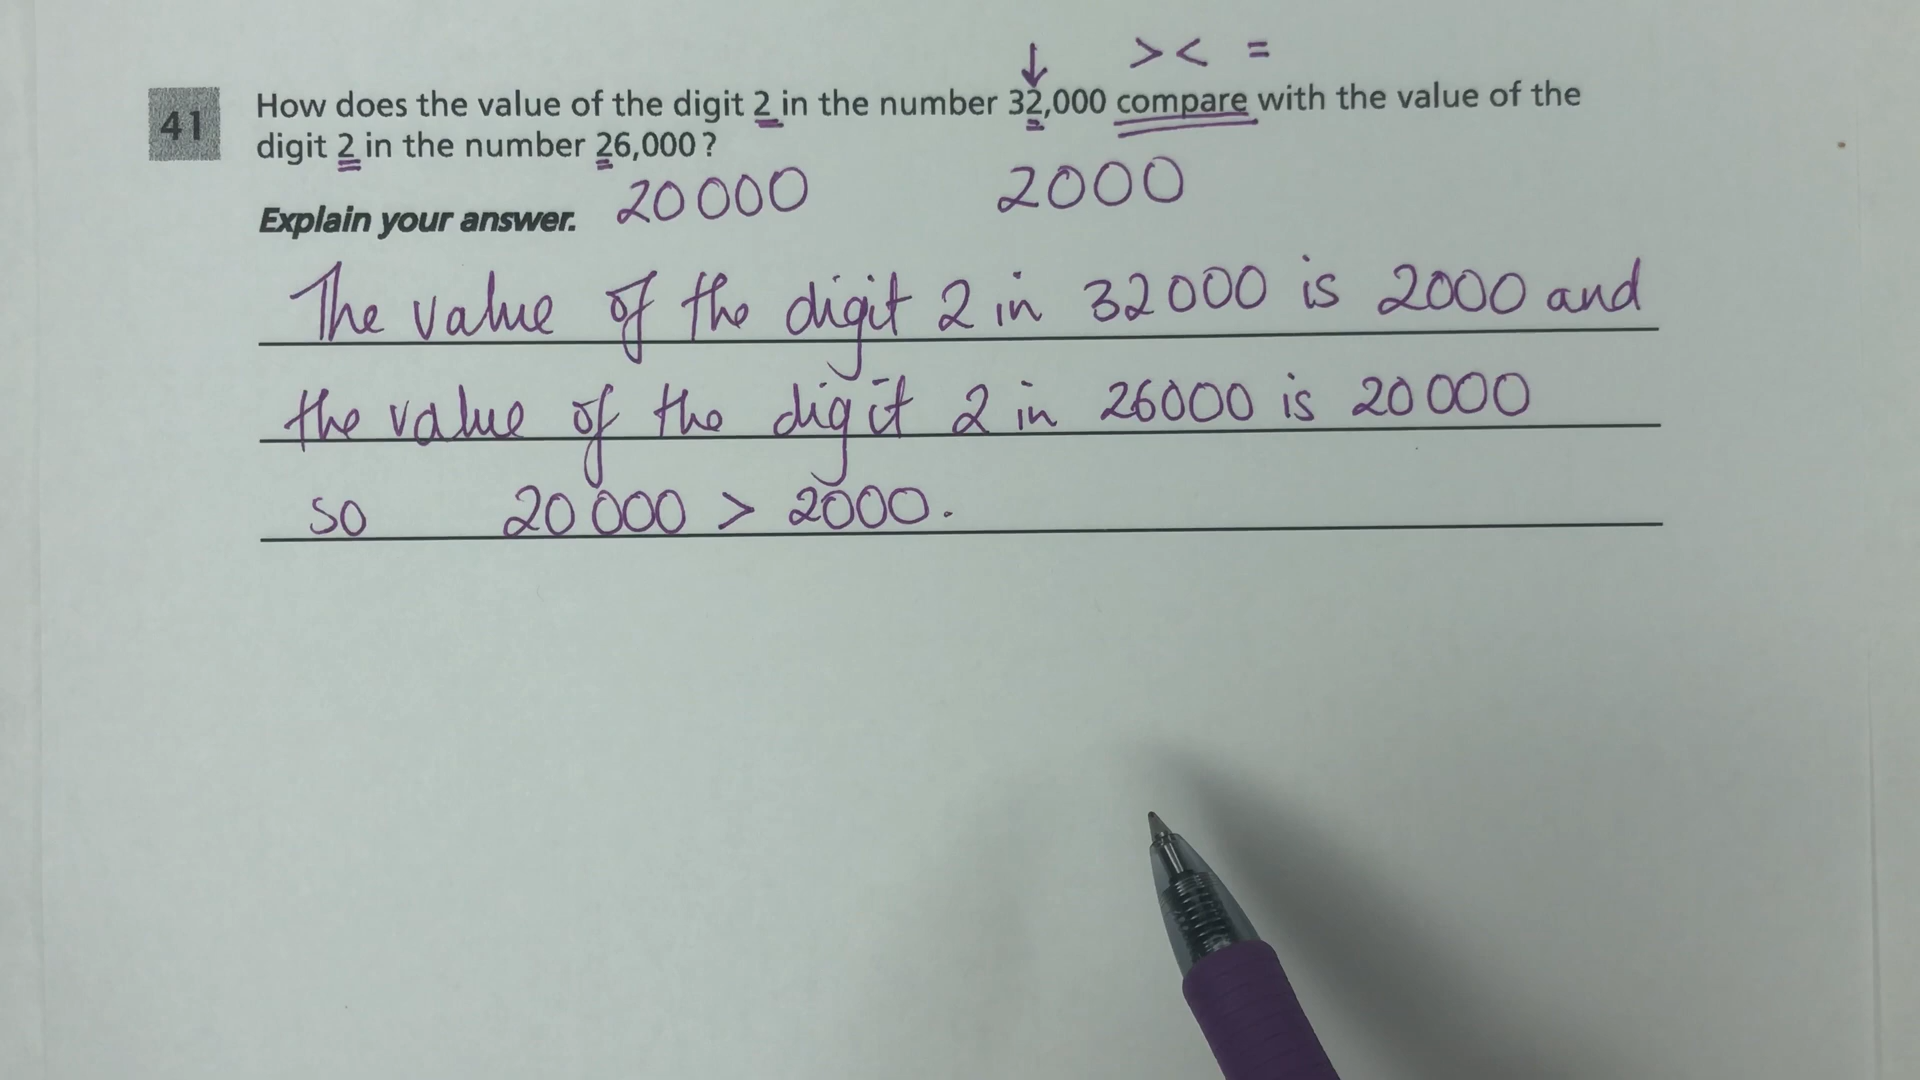 > < =
41 How does the value of the digit 2 in the number 32,000 compare with the value of the
digit 2 in the number 26,000?
20000 2000
Explain your answer.
The value of the digit 2 in 32000 is 2000 and
the value of the digit 2 in 26000 is 20000
so 20000 > 2000.